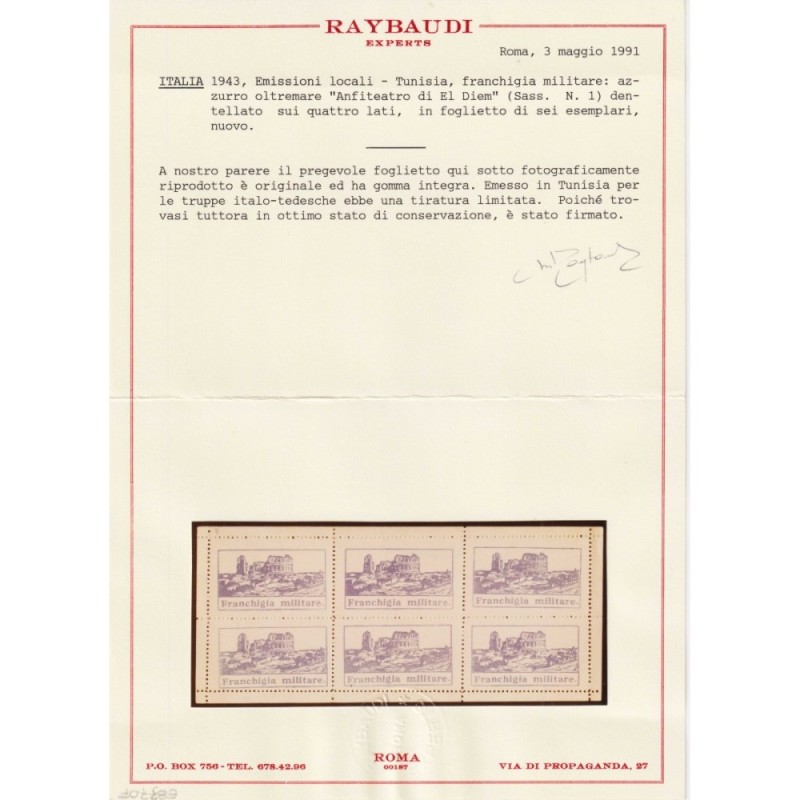 RAYBAUDI
EXPERTS
Roma, 3 maggio 1991
ITALIA 1943, Emissioni locali - Tunisia, franchigia militare: az-
zurro oltremare "Anfiteatro di El Diem" (Sass. N. 1) den-
tellato sui quattro lati, in foglietto di sei esemplari,
nuovo.
A nostro parere il pregevole foglietto qui sotto fotograficamente
riprodotto è originale ed ha gomma integra. Emesso in Tunisia per
le truppe italo-tedesche ebbe una tiratura limitata. Poiché tro-
vasi tuttora in ottimo stato di conservazione, è stato firmato.
Franchigia militare. Franchigia militare. Franchigia militare.
Franchigia militare. Franchigia militare. Franchigia militare.
P.O. BOX 756 - TEL. 678.42.96
ROMA
00187
VIA DI PROPAGANDA, 27